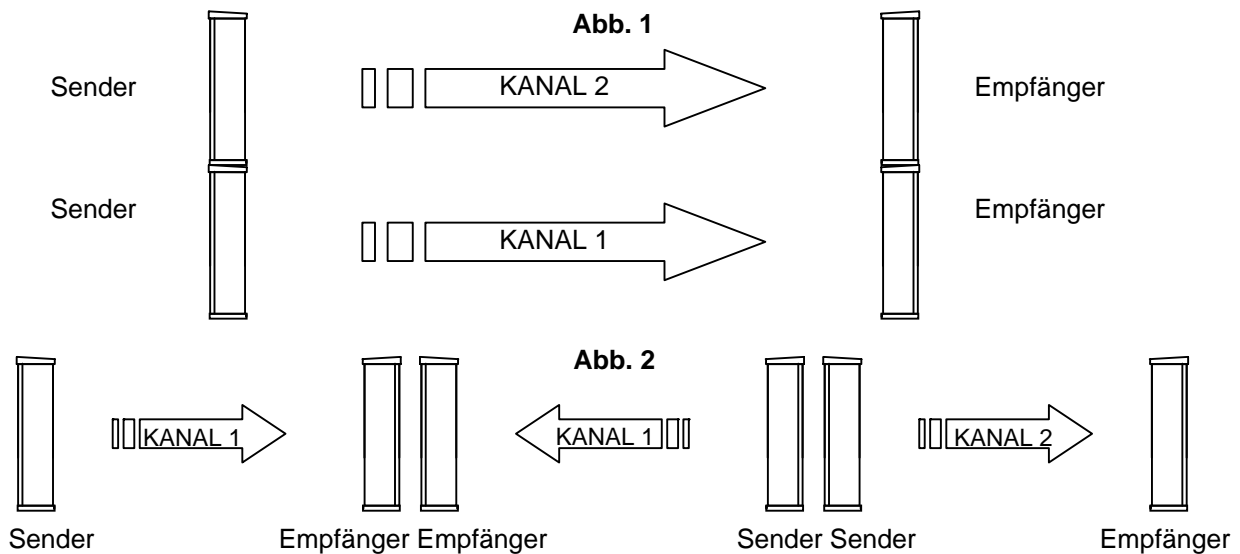 Abb. 1
Sender KANAL 2 Empfänger
Sender Empfänger
KANAL 1
Abb. 2
KANAL 1 KANAL 1 KANAL 2
Sender Empfänger Empfänger Sender Sender Empfänger